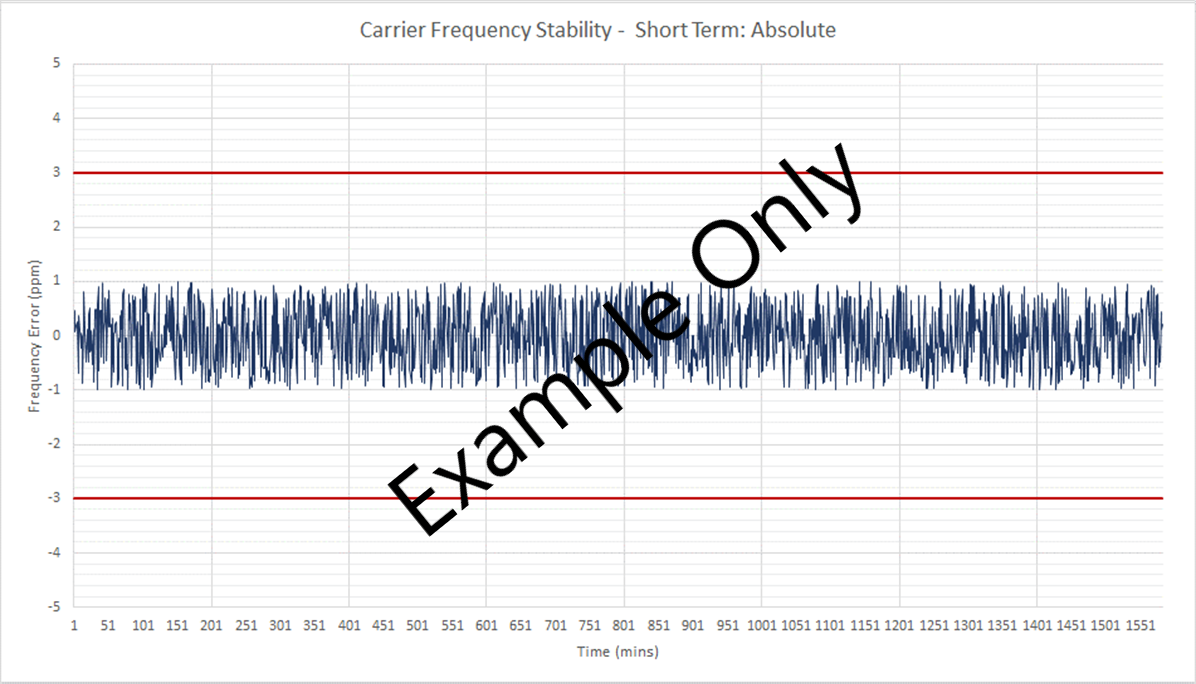 Carrier Frequency Stability -  Short Term: Absolute
5
4
3
2
1
0
-1
-2
-3
-4
-5
Frequency Error (ppm)
Example Only
1 51 101 151 201 251 301 351 401 451 501 551 601 651 701 751 801 851 901 951 1001 1051 1101 1151 1201 1251 1301 1351 1401 1451 1501 1551
Time (mins)